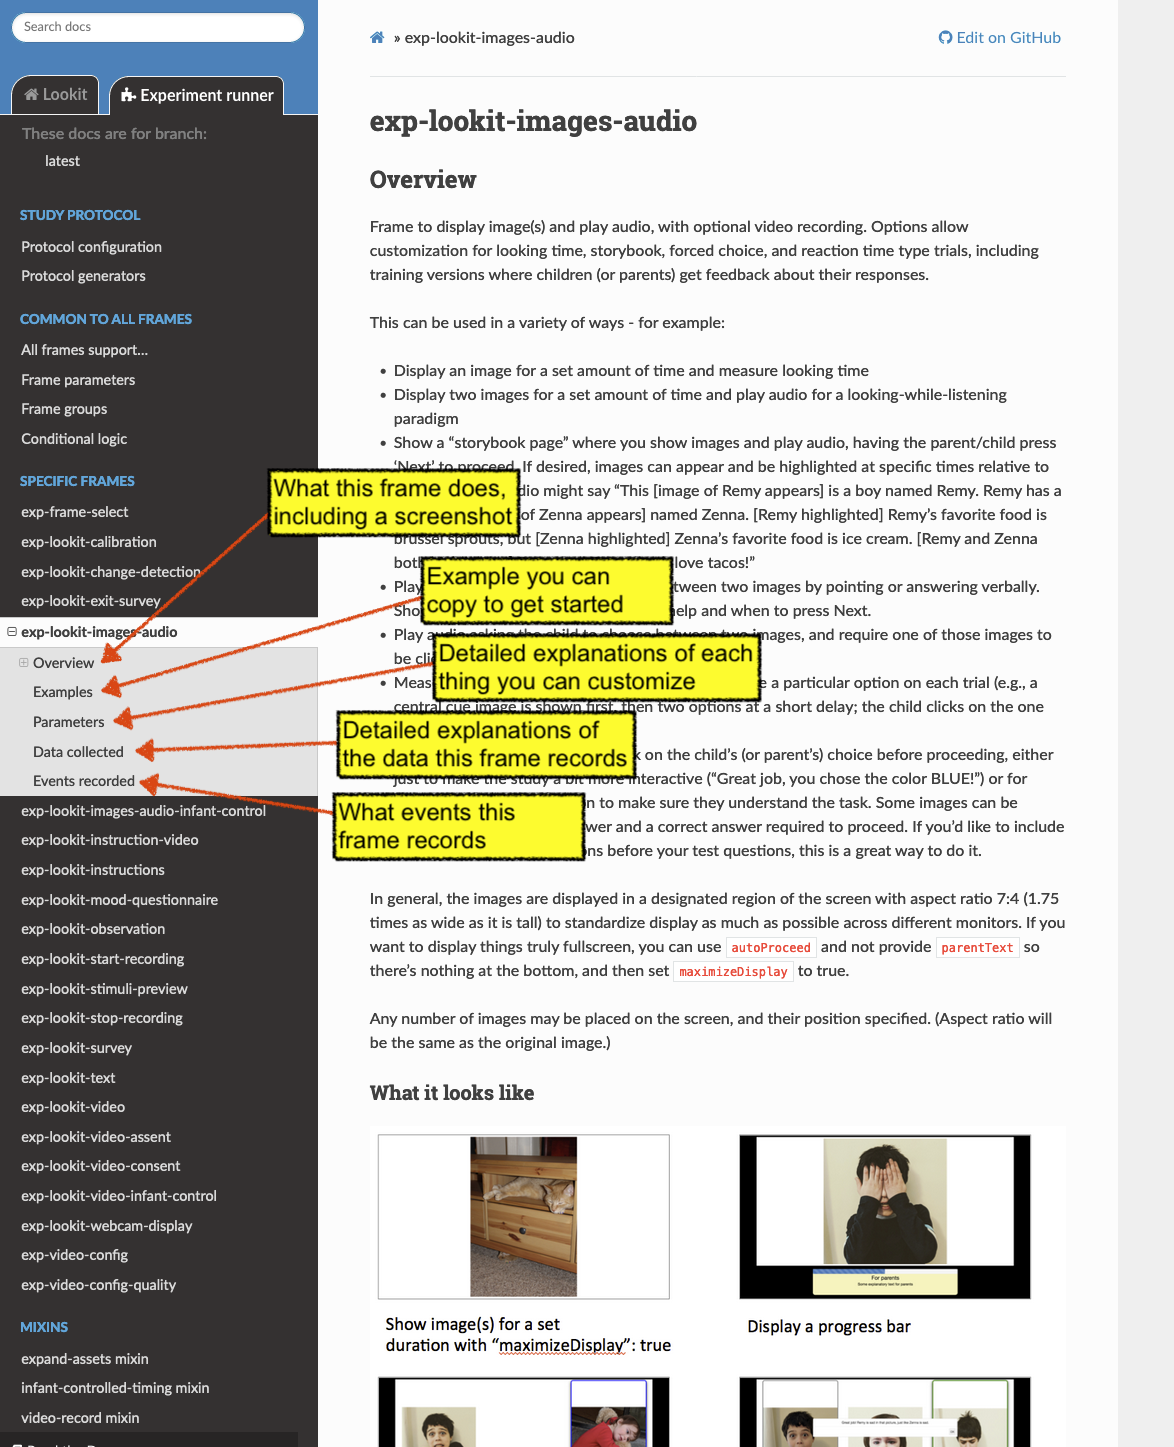 Search docs
Lookit
Experiment runner
These docs are for branch:
latest
STUDY PROTOCOL
Protocol configuration
Protocol generators
COMMON TO ALL FRAMES
All frames support...
Frame parameters
Frame groups
Conditional logic
SPECIFIC FRAMES
exp-frame-select
exp-lookit-calibration
exp-lookit-change-detection
exp-lookit-exit-survey
exp-lookit-images-audio
Overview
Examples
Parameters
Data collected
Events recorded
exp-lookit-images-audio-infant-control
exp-lookit-instruction-video
exp-lookit-instructions
exp-lookit-mood-questionnaire
exp-lookit-observation
exp-lookit-start-recording
exp-lookit-stimuli-preview
exp-lookit-stop-recording
exp-lookit-survey
exp-lookit-text
exp-lookit-video
exp-lookit-video-assent
exp-lookit-video-consent
exp-lookit-video-infant-control
exp-lookit-webcam-display
exp-video-config
exp-video-config-quality
MIXINS
expand-assets mixin
infant-controlled-timing mixin
video-record mixin
» exp-lookit-images-audio
Edit on GitHub
exp-lookit-images-audio
Overview
Frame to display image(s) and play audio, with optional video recording. Options allow
customization for looking time, storybook, forced choice, and reaction time type trials, including
training versions where children (or parents) get feedback about their responses.
This can be used in a variety of ways - for example:
• Display an image for a set amount of time and measure looking time
• Display two images for a set amount of time and play audio for a looking-while-listening
paradigm
• Show a “storybook page” where you show images and play audio, having the parent/child press
‘Next’ to proceed. If desired, images can appear and be highlighted at specific times relative to
What this frame does,
including a screenshot
dio might say “This [image of Remy appears] is a boy named Remy. Remy has a
of Zenna appears] named Zenna. [Remy highlighted] Remy’s favorite food is
brusser sprouts, but [Zenna highlighted] Zenna’s favorite food is ice cream. [Remy and Zenna
both love tacos!”
Example you can
copy to get started
• Play tween two images by pointing or answering verbally.
Sho help and when to press Next.
• Play audio asking the child to choose between two images, and require one of those images to
be cli
Detailed explanations of each
thing you can customize
• Meas e a particular option on each trial (e.g., a
central cue image is shown first, then two options at a short delay; the child clicks on the one
Detailed explanations of
the data this frame records
k on the child’s (or parent’s) choice before proceeding, either
just to make the study a bit more interactive (“Great job, you chose the color BLUE!”) or for
What events this
frame records
n to make sure they understand the task. Some images can be
wer and a correct answer required to proceed. If you’d like to include
ns before your test questions, this is a great way to do it.
In general, the images are displayed in a designated region of the screen with aspect ratio 7:4 (1.75
times as wide as it is tall) to standardize display as much as possible across different monitors. If you
want to display things truly fullscreen, you can use autoProceed and not provide parentText so
there’s nothing at the bottom, and then set maximizeDisplay to true.
Any number of images may be placed on the screen, and their position specified. (Aspect ratio will
be the same as the original image.)
What it looks like
For parents
Some explanatory text for parents
Show image(s) for a set
duration with “maximizeDisplay”: true
Display a progress bar